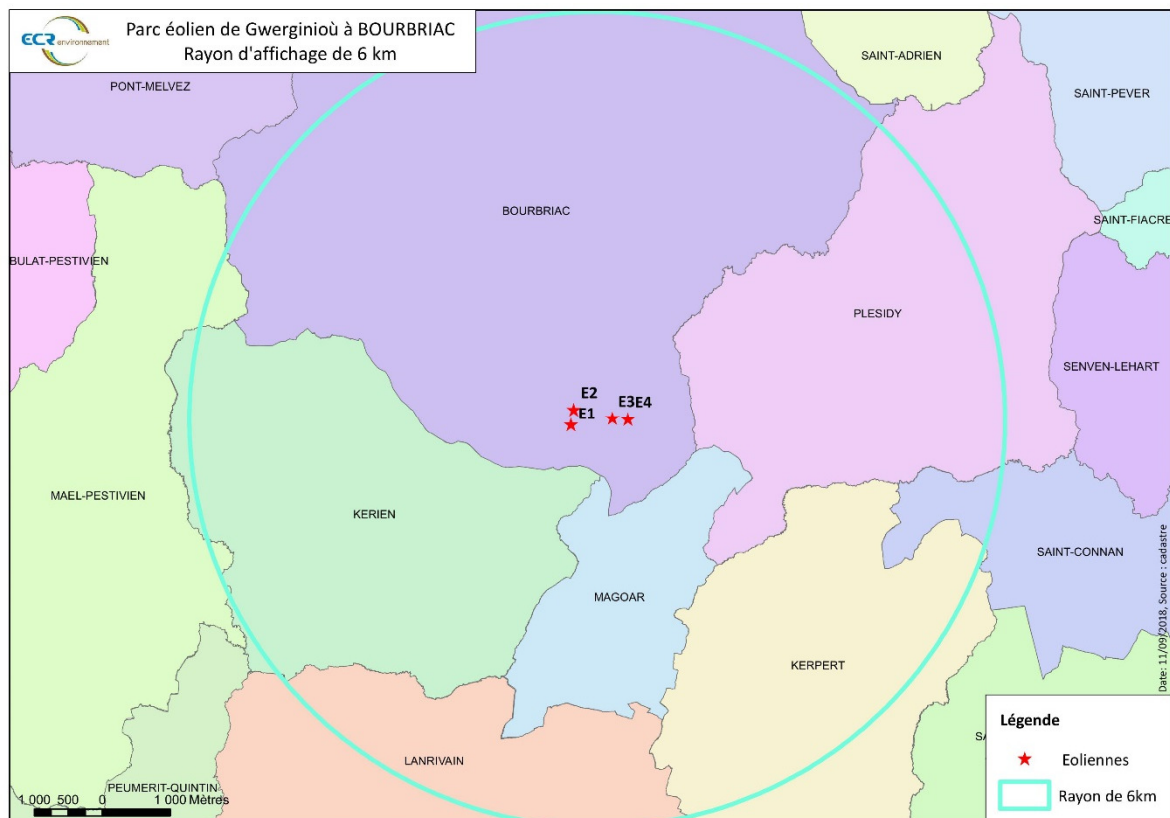 ECR environnement
Parc éolien de Gwerginioù à BOURBRIAC
Rayon d'affichage de 6 km
SAINT-ADRIEN
PONT-MELVEZ
SAINT-PEVER
BOURBRIAC
SAINT-FIACRE
BULAT-PESTIVIEN
PLESIDY
SENVEN-LEHART
E2
E3E4
E1
MAEL-PESTIVIEN
KERIEN
SAINT-CONNAN
MAGOAR
KERPERT
Date: 11/09/2018, Source : cadastre
LANRIVAIN
PEUMERIT-QUINTIN
1 000 500 0 1 000 Mètres
Légende
Eoliennes
Rayon de 6km